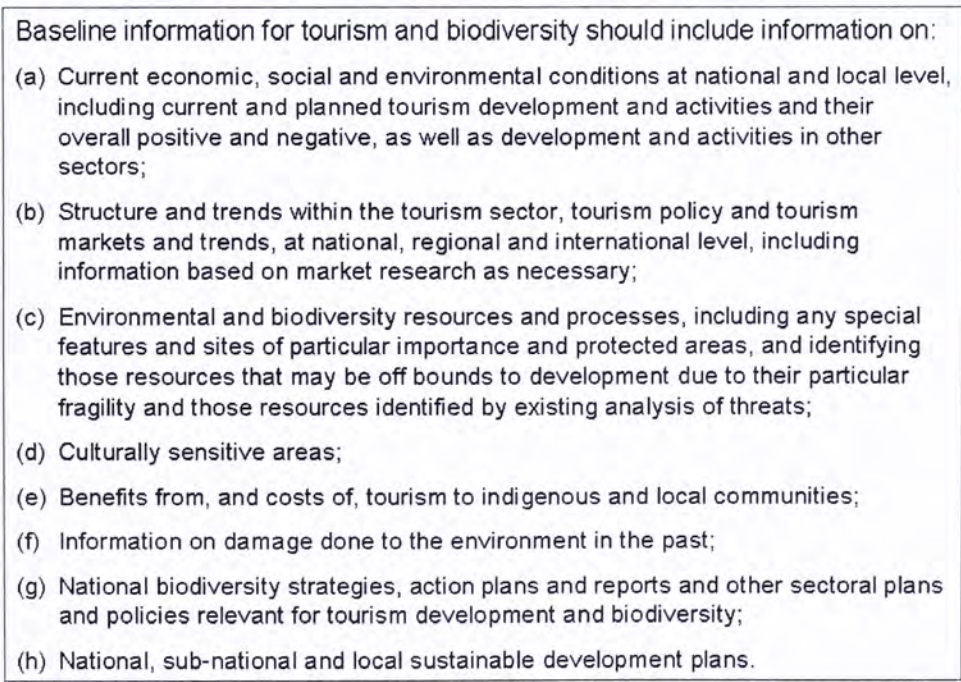 Baseline information for tourism and biodiversity should include information on:
(a) Current economic, social and environmental conditions at national and local level,
including current and planned tourism development and activities and their
overall positive and negative, as well as development and activities in other
sectors;
(b) Structure and trends within the tourism sector, tourism policy and tourism
markets and trends, at national, regional and international level, including
information based on market research as necessary;
(c) Environmental and biodiversity resources and processes, including any special
features and sites of particular importance and protected areas, and identifying
those resources that may be off bounds to development due to their particular
fragility and those resources identified by existing analysis of threats;
(d) Culturally sensitive areas;
(e) Benefits from, and costs of, tourism to indigenous and local communities;
(f) Information on damage done to the environment in the past;
(g) National biodiversity strategies, action plans and reports and other sectoral plans
and policies relevant for tourism development and biodiversity;
(h) National, sub-national and local sustainable development plans.